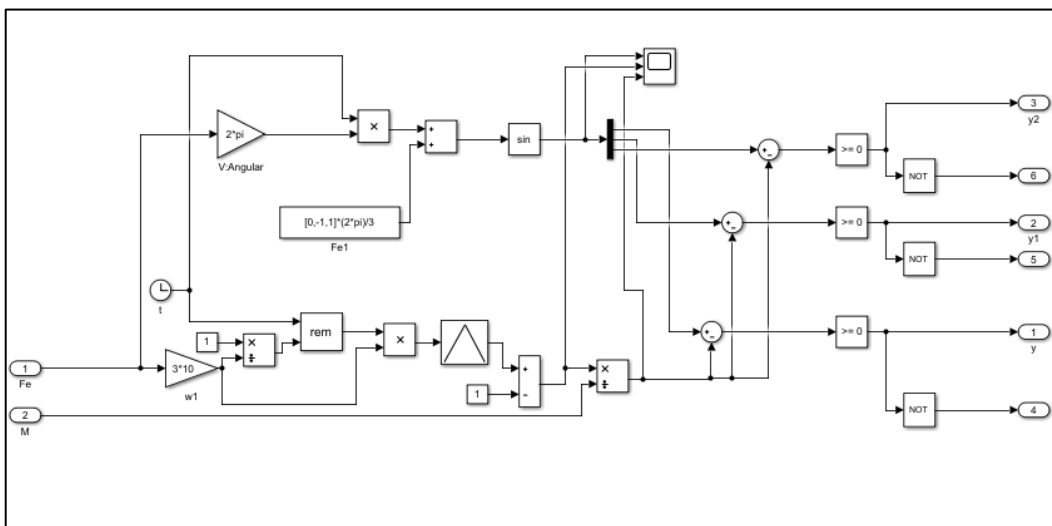 3
y2
2*pi
×
+
+
sin
+
−
>= 0
V:Angular
NOT
6
[0,-1,1]*(2*pi)/3
Fe1
+
−
>= 0
2
y1
NOT
5
t
rem
1
×
÷
×
+
−
>= 0
1
y
1
Fe
3*10
w1
+
−
1
×
÷
2
M
NOT
4